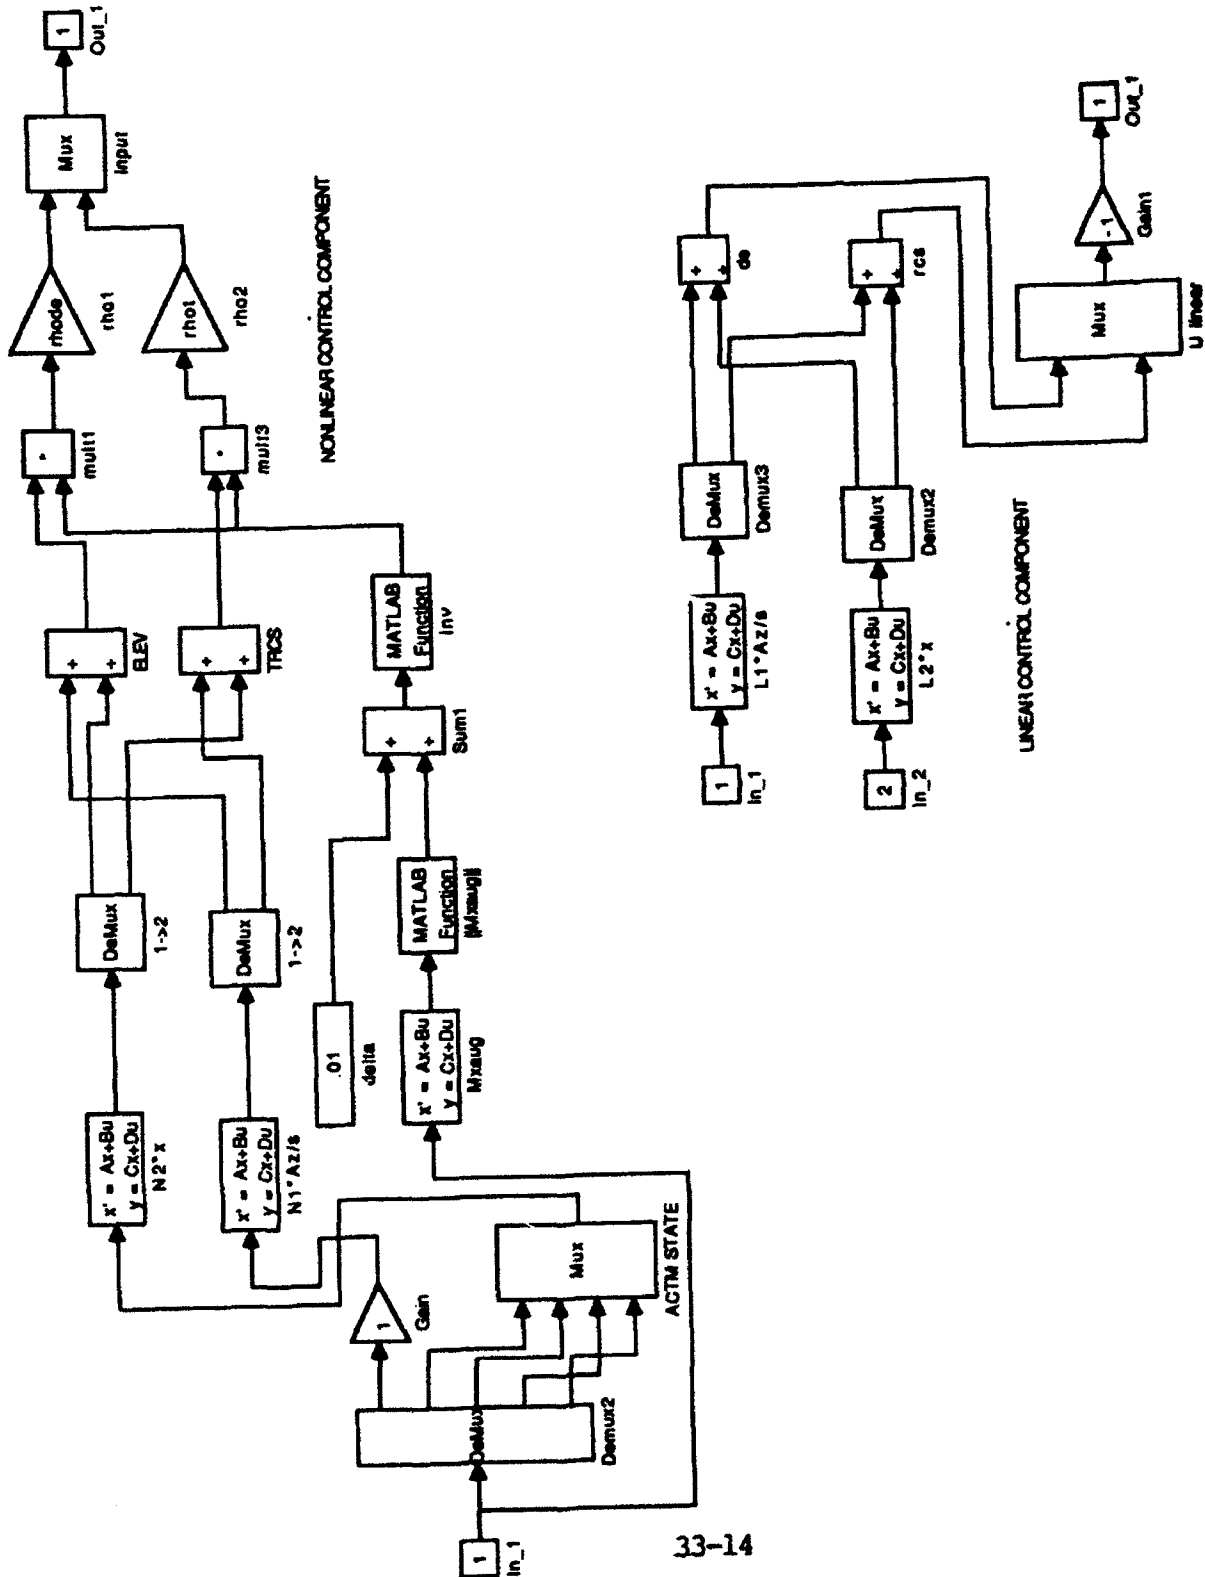 1
In_1
DeMux
Demux2
1
Gain
Mux
ACTM STATE
x' = Ax+Bu
y = Cx+Du
N2*x
x' = Ax+Bu
y = Cx+Du
N1*Az/s
.01
delta
x' = Ax+Bu
y = Cx+Du
Mxaug
DeMux
1->2
DeMux
1->2
MATLAB
Function
||Mxaug||
+
+
Sum1
MATLAB
Function
inv
+
+
ELEV
+
+
TRCS
*
mult1
*
mult3
rhode
rho1
rhot
rho2
Mux
Input
1
Out_1
NONLINEAR CONTROL COMPONENT
1
In_1
x' = Ax+Bu
y = Cx+Du
L1*Az/s
DeMux
Demux3
+
+
de
2
In_2
x' = Ax+Bu
y = Cx+Du
L2*x
DeMux
Demux2
+
+
rcs
Mux
U linear
-1
Gain1
1
Out_1
LINEAR CONTROL COMPONENT
33-14